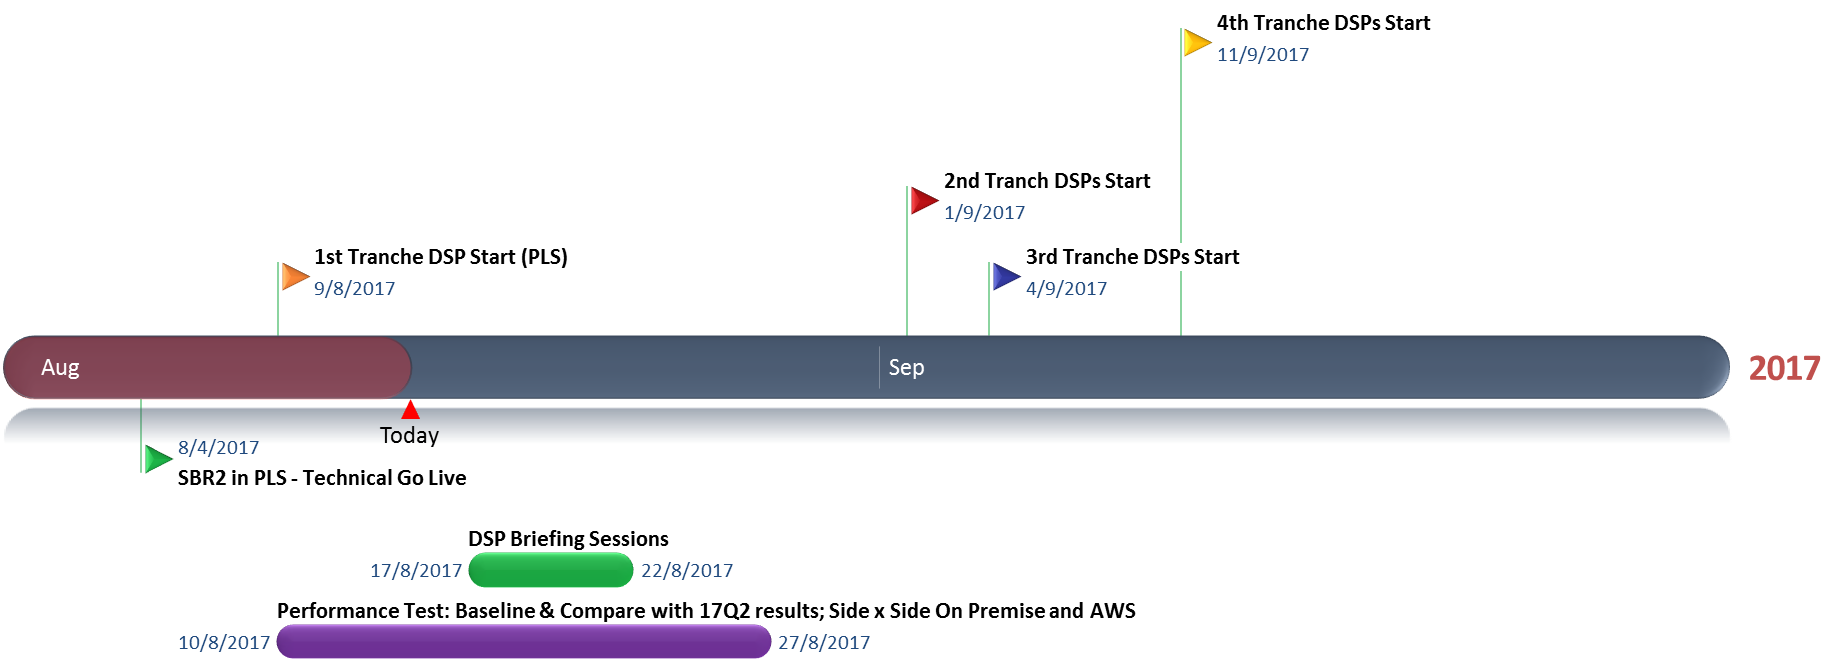 4th Tranche DSPs Start
11/9/2017
2nd Tranch DSPs Start
1/9/2017
1st Tranche DSP Start (PLS)
9/8/2017
3rd Tranche DSPs Start
4/9/2017
Aug
Sep
2017
Today
8/4/2017
SBR2 in PLS - Technical Go Live
DSP Briefing Sessions
17/8/2017
22/8/2017
Performance Test: Baseline & Compare with 17Q2 results; Side x Side On Premise and AWS
10/8/2017
27/8/2017